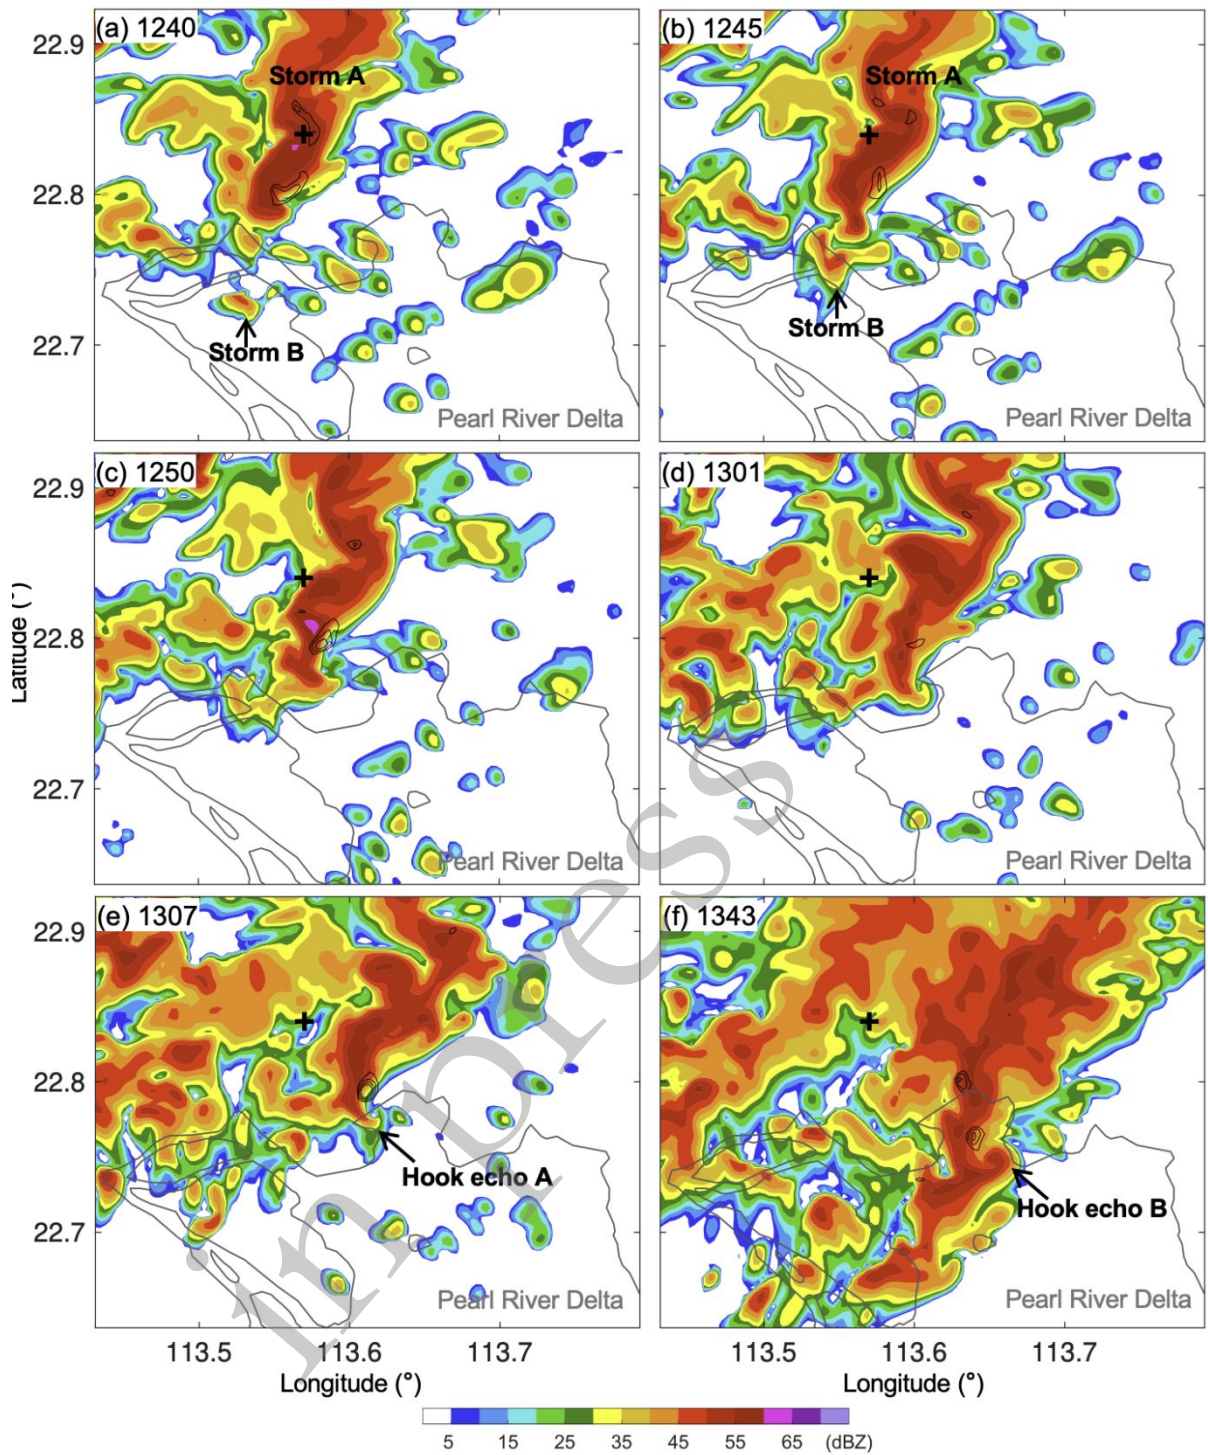 (a) 1240
Storm A
Storm B
Pearl River Delta
22.9
22.8
22.7
(b) 1245
Storm A
Storm B
Pearl River Delta
(c) 1250
Pearl River Delta
22.9
22.8
22.7
Latitude (°)
(d) 1301
Pearl River Delta
(e) 1307
Hook echo A
Pearl River Delta
22.9
22.8
22.7
113.5 113.6 113.7
Longitude (°)
(f) 1343
Hook echo B
Pearl River Delta
113.5 113.6 113.7
Longitude (°)
5 15 25 35 45 55 65 (dBZ)
in press